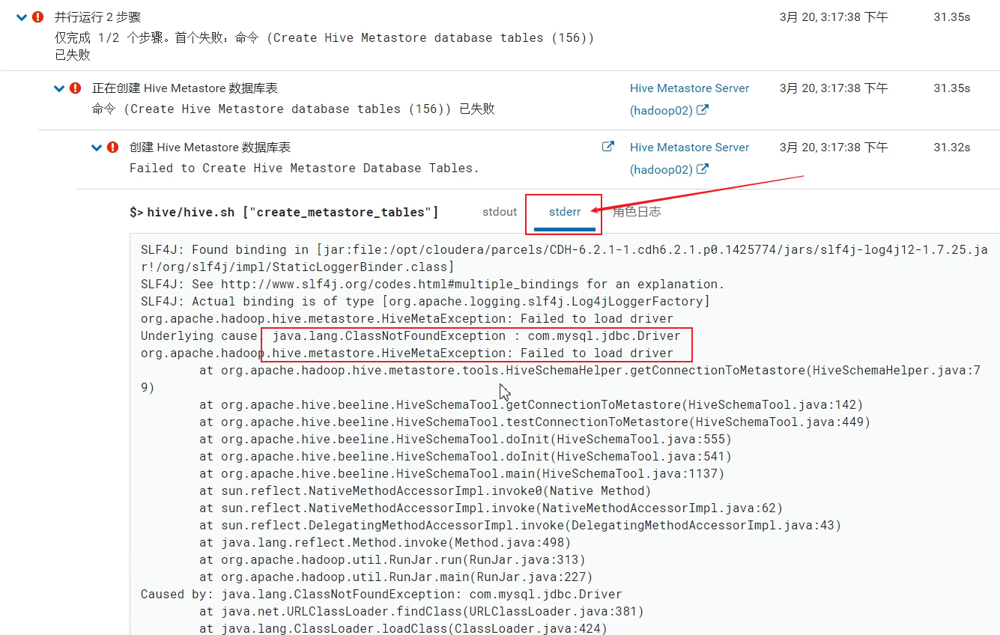 并行运行 2 步骤 3月 20, 3:17:38 下午 31.35s
仅完成 1/2 个步骤。首个失败：命令 (Create Hive Metastore database tables (156))
已失败
正在创建 Hive Metastore 数据库表 Hive Metastore Server 3月 20, 3:17:38 下午 31.35s
命令 (Create Hive Metastore database tables (156)) 已失败 (hadoop02)
创建 Hive Metastore 数据库表 Hive Metastore Server 3月 20, 3:17:38 下午 31.32s
Failed to Create Hive Metastore Database Tables. (hadoop02)
$> hive/hive.sh ["create_metastore_tables"] stdout stderr 角色日志
SLF4J: Found binding in [jar:file:/opt/cloudera/parcels/CDH-6.2.1-1.cdh6.2.1.p0.1425774/jars/slf4j-log4j12-1.7.25.ja
r!/org/slf4j/impl/StaticLoggerBinder.class]
SLF4J: See http://www.slf4j.org/codes.html#multiple_bindings for an explanation.
SLF4J: Actual binding is of type [org.apache.logging.slf4j.Log4jLoggerFactory]
org.apache.hadoop.hive.metastore.HiveMetaException: Failed to load driver
Underlying cause: java.lang.ClassNotFoundException : com.mysql.jdbc.Driver
org.apache.hadoop.hive.metastore.HiveMetaException: Failed to load driver
at org.apache.hadoop.hive.metastore.tools.HiveSchemaHelper.getConnectionToMetastore(HiveSchemaHelper.java:7
9)
at org.apache.hive.beeline.HiveSchemaTool.getConnectionToMetastore(HiveSchemaTool.java:142)
at org.apache.hive.beeline.HiveSchemaTool.testConnectionToMetastore(HiveSchemaTool.java:449)
at org.apache.hive.beeline.HiveSchemaTool.doInit(HiveSchemaTool.java:555)
at org.apache.hive.beeline.HiveSchemaTool.doInit(HiveSchemaTool.java:541)
at org.apache.hive.beeline.HiveSchemaTool.main(HiveSchemaTool.java:1137)
at sun.reflect.NativeMethodAccessorImpl.invoke0(Native Method)
at sun.reflect.NativeMethodAccessorImpl.invoke(NativeMethodAccessorImpl.java:62)
at sun.reflect.DelegatingMethodAccessorImpl.invoke(DelegatingMethodAccessorImpl.java:43)
at java.lang.reflect.Method.invoke(Method.java:498)
at org.apache.hadoop.util.RunJar.run(RunJar.java:313)
at org.apache.hadoop.util.RunJar.main(RunJar.java:227)
Caused by: java.lang.ClassNotFoundException: com.mysql.jdbc.Driver
at java.net.URLClassLoader.findClass(URLClassLoader.java:381)
at java.lang.ClassLoader.loadClass(ClassLoader.java:424)